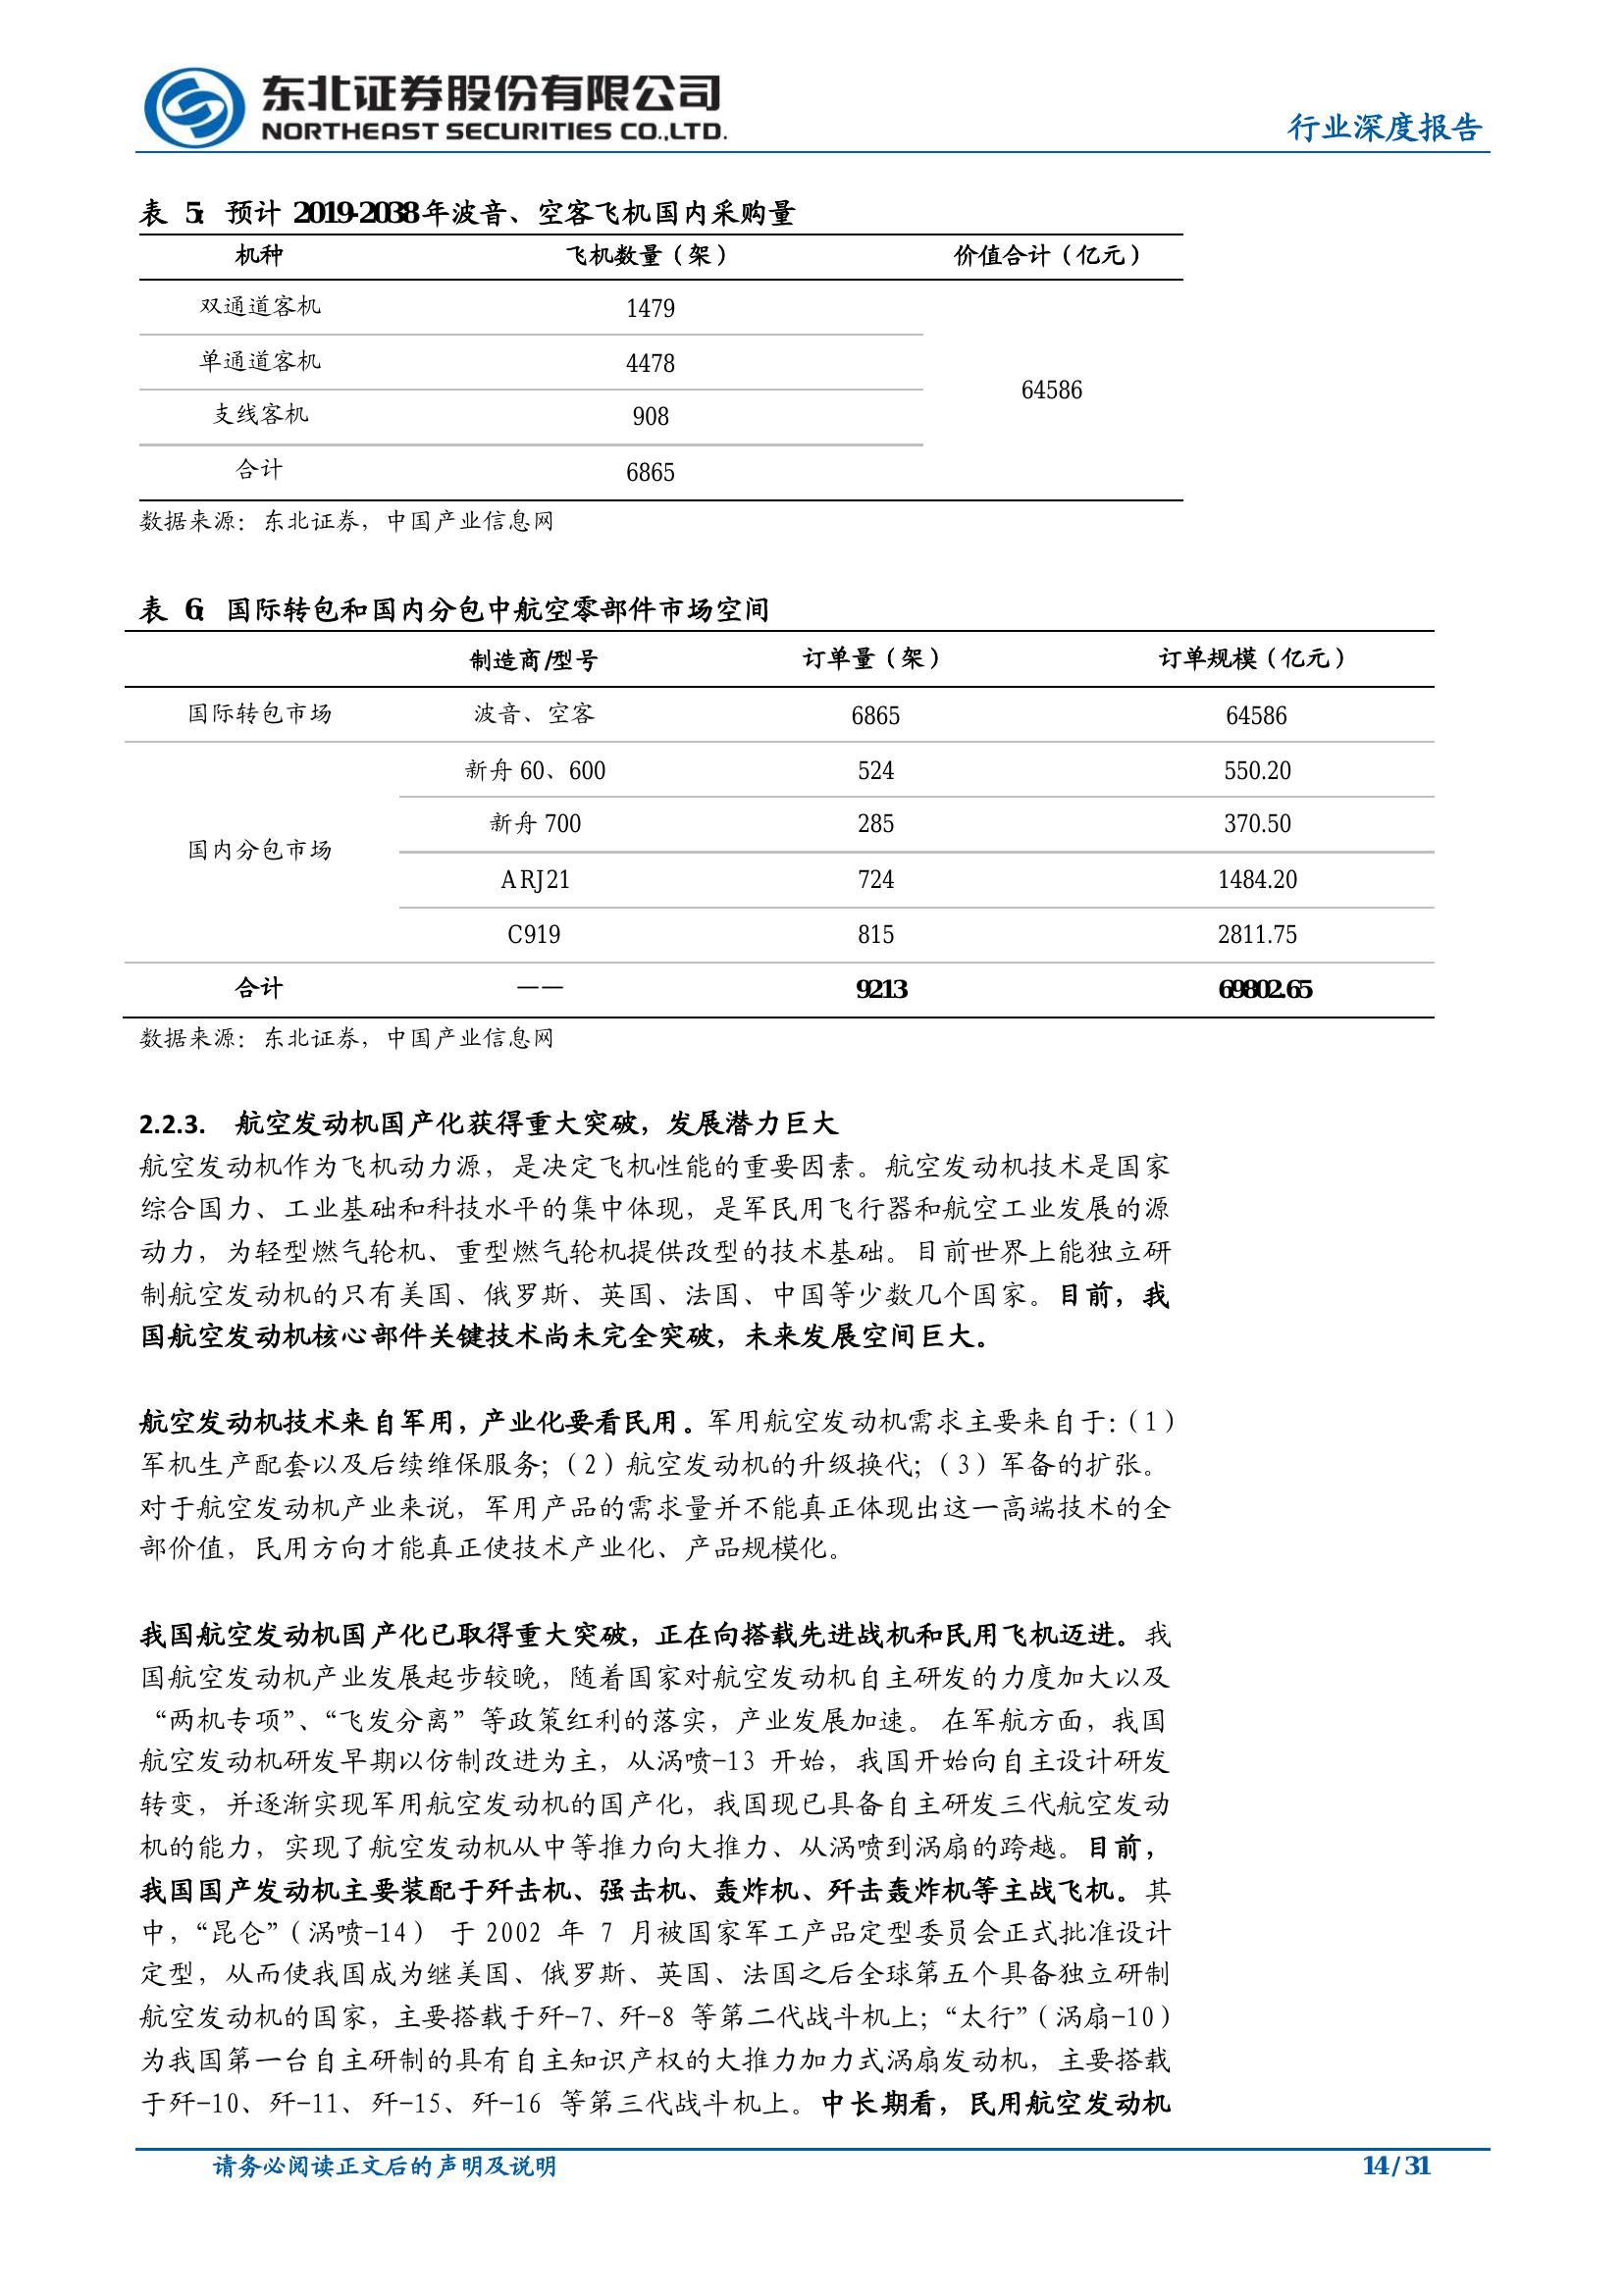 东北证券股份有限公司
NORTHEAST SECURITIES CO.,LTD.
行业深度报告
表 5: 预计 2019-2038 年波音、空客飞机国内采购量
机种 飞机数量（架） 价值合计（亿元）
双通道客机 1479
单通道客机 4478
64586
支线客机 908
合计 6865
数据来源：东北证券，中国产业信息网
表 6: 国际转包和国内分包中航空零部件市场空间
制造商/型号 订单量（架） 订单规模（亿元）
国际转包市场 波音、空客 6865 64586
新舟 60、600 524 550.20
新舟 700 285 370.50
国内分包市场
ARJ21 724 1484.20
C919 815 2811.75
合计 —— 9213 69802.65
数据来源：东北证券，中国产业信息网
2.2.3. 航空发动机国产化获得重大突破，发展潜力巨大
航空发动机作为飞机动力源，是决定飞机性能的重要因素。航空发动机技术是国家
综合国力、工业基础和科技水平的集中体现，是军民用飞行器和航空工业发展的源
动力，为轻型燃气轮机、重型燃气轮机提供改型的技术基础。目前世界上能独立研
制航空发动机的只有美国、俄罗斯、英国、法国、中国等少数几个国家。目前，我
国航空发动机核心部件关键技术尚未完全突破，未来发展空间巨大。
航空发动机技术来自军用，产业化要看民用。军用航空发动机需求主要来自于：（1）
军机生产配套以及后续维保服务；（2）航空发动机的升级换代；（3）军备的扩张。
对于航空发动机产业来说，军用产品的需求量并不能真正体现出这一高端技术的全
部价值，民用方向才能真正使技术产业化、产品规模化。
我国航空发动机国产化已取得重大突破，正在向搭载先进战机和民用飞机迈进。我
国航空发动机产业发展起步较晚，随着国家对航空发动机自主研发的力度加大以及
“两机专项”、“飞发分离”等政策红利的落实，产业发展加速。 在军航方面，我国
航空发动机研发早期以仿制改进为主，从涡喷-13 开始，我国开始向自主设计研发
转变，并逐渐实现军用航空发动机的国产化，我国现已具备自主研发三代航空发动
机的能力，实现了航空发动机从中等推力向大推力、从涡喷到涡扇的跨越。目前，
我国国产发动机主要装配于歼击机、强击机、轰炸机、歼击轰炸机等主战飞机。其
中，“昆仑”（涡喷-14） 于 2002 年 7 月被国家军工产品定型委员会正式批准设计
定型，从而使我国成为继美国、俄罗斯、英国、法国之后全球第五个具备独立研制
航空发动机的国家，主要搭载于歼-7、歼-8 等第二代战斗机上；“太行”（涡扇-10）
为我国第一台自主研制的具有自主知识产权的大推力加力式涡扇发动机，主要搭载
于歼-10、歼-11、歼-15、歼-16 等第三代战斗机上。中长期看，民用航空发动机
请务必阅读正文后的声明及说明 14 / 31